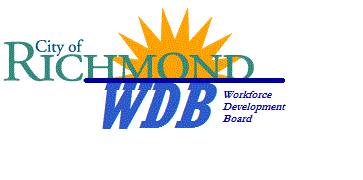 City of
RICHMOND
WDB
Workforce
Development
Board